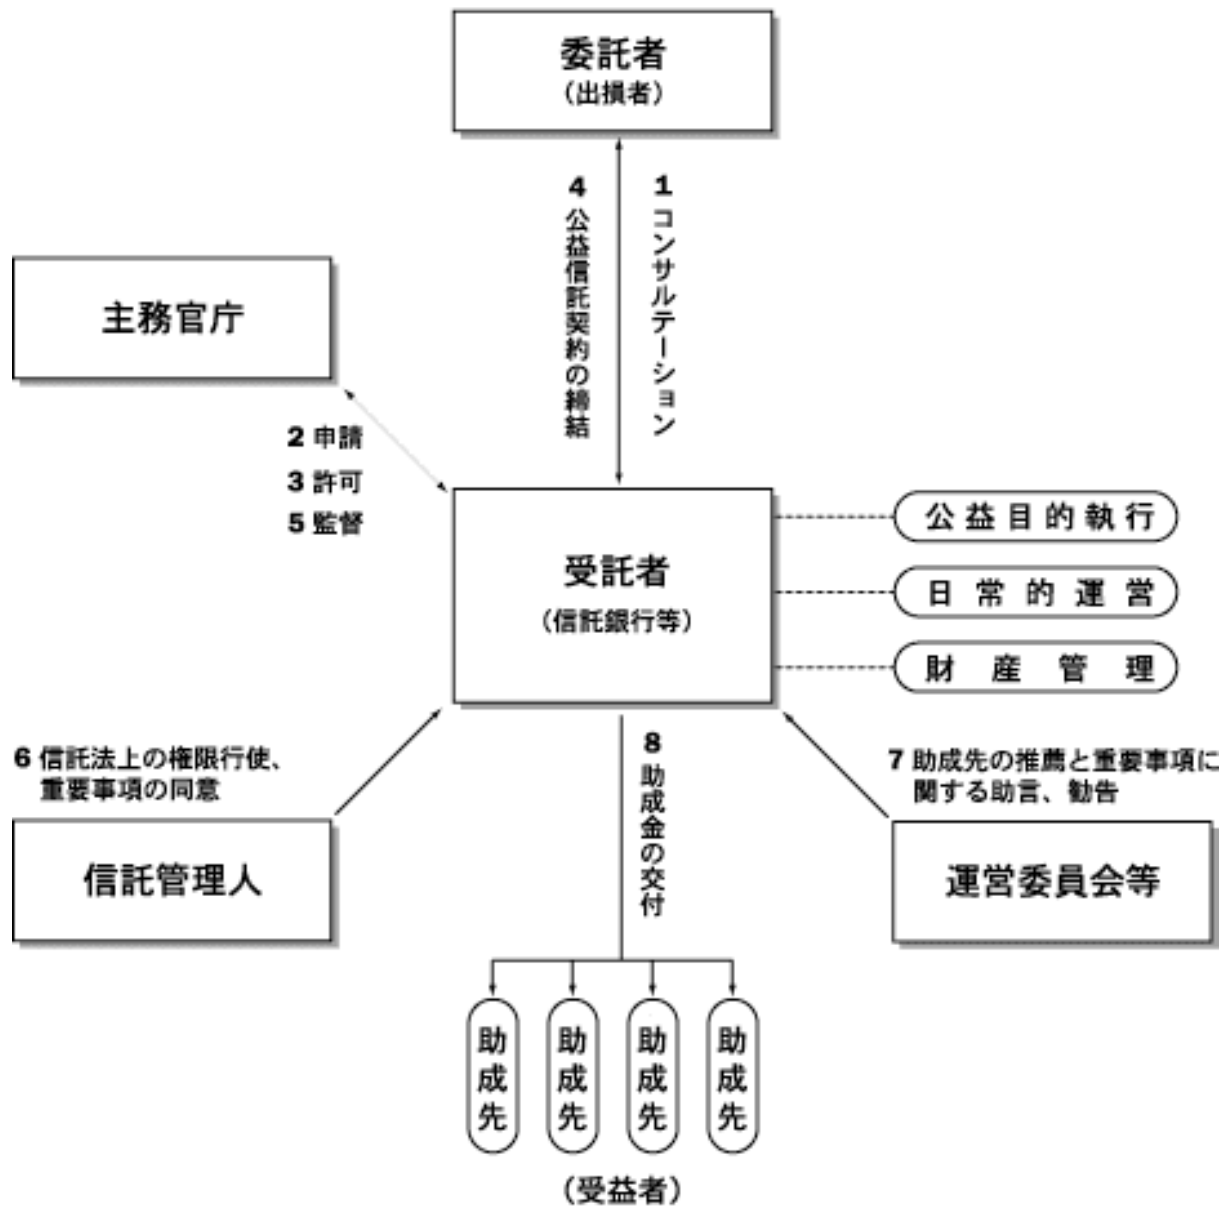 委託者
（出損者）
4 公益信託契約の締結
1 コンサルテーション
主務官庁
2 申請
3 許可
5 監督
受託者
（信託銀行等）
公益目的執行
日常的運営
財産管理
6 信託法上の権限行使、
重要事項の同意
信託管理人
8 助成金の交付
7 助成先の推薦と重要事項に
関する助言、勧告
運営委員会等
助成先
助成先
助成先
助成先
（受益者）